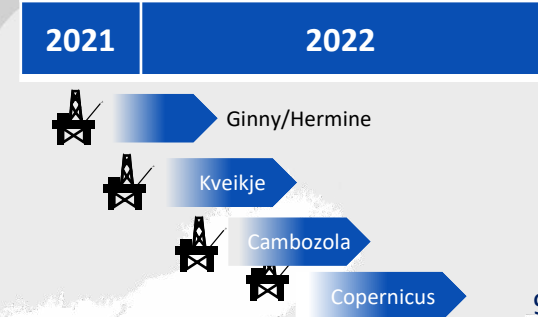 2021 2022
Ginny/Hermine
Kveikje
Cambozola
Copernicus